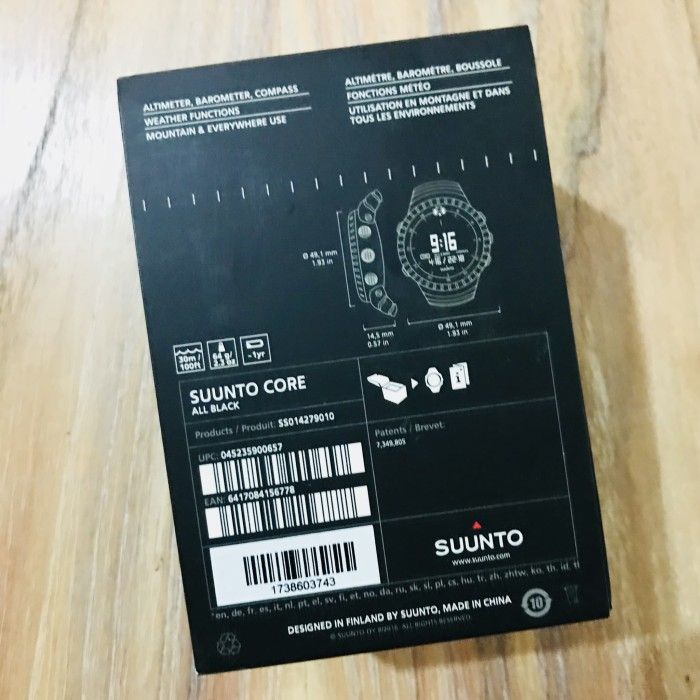 ALTIMETER, BAROMETER, COMPASS
WEATHER FUNCTIONS
MOUNTAIN & EVERYWHERE USE
ALTIMÈTRE, BAROMÈTRE, BOUSSOLE
FONCTIONS MÉTÉO
UTILISATION EN MONTAGNE ET DANS
TOUS LES ENVIRONNEMENTS
9:16
Ø 49,1 mm
1.93 in
14,5 mm
0.57 in
Ø 49,1 mm
1.93 in
30m /
100ft
64 g/
2.3 oz
~1yr
SUUNTO CORE
ALL BLACK
Products / Produit: SS014279010
UPC: 045235900657
EAN: 6417084156778
1738603743
Patents / Brevet:
7,349,805
SUUNTO
www.suunto.com
en, de, fr, es, it, nl, pt, el, sv, fi, et, no, da, ru, sk, sl, pl, cs, hu, tr, zh, zhtw, ko, th, id
DESIGNED IN FINLAND BY SUUNTO, MADE IN CHINA
10
ALL RIGHTS RESERVED.